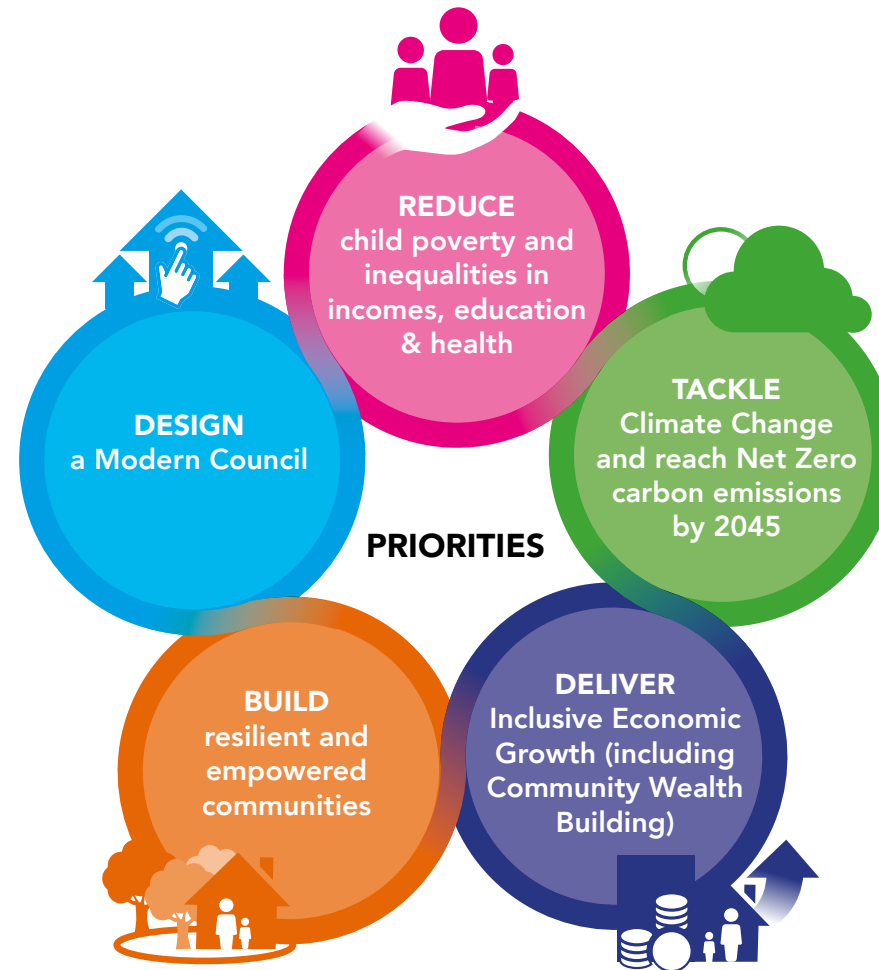 REDUCE
child poverty and
inequalities in
incomes, education
& health
TACKLE
Climate Change
and reach Net Zero
carbon emissions
by 2045
DESIGN
a Modern Council
PRIORITIES
BUILD
resilient and
empowered
communities
DELIVER
Inclusive Economic
Growth (including
Community Wealth
Building)